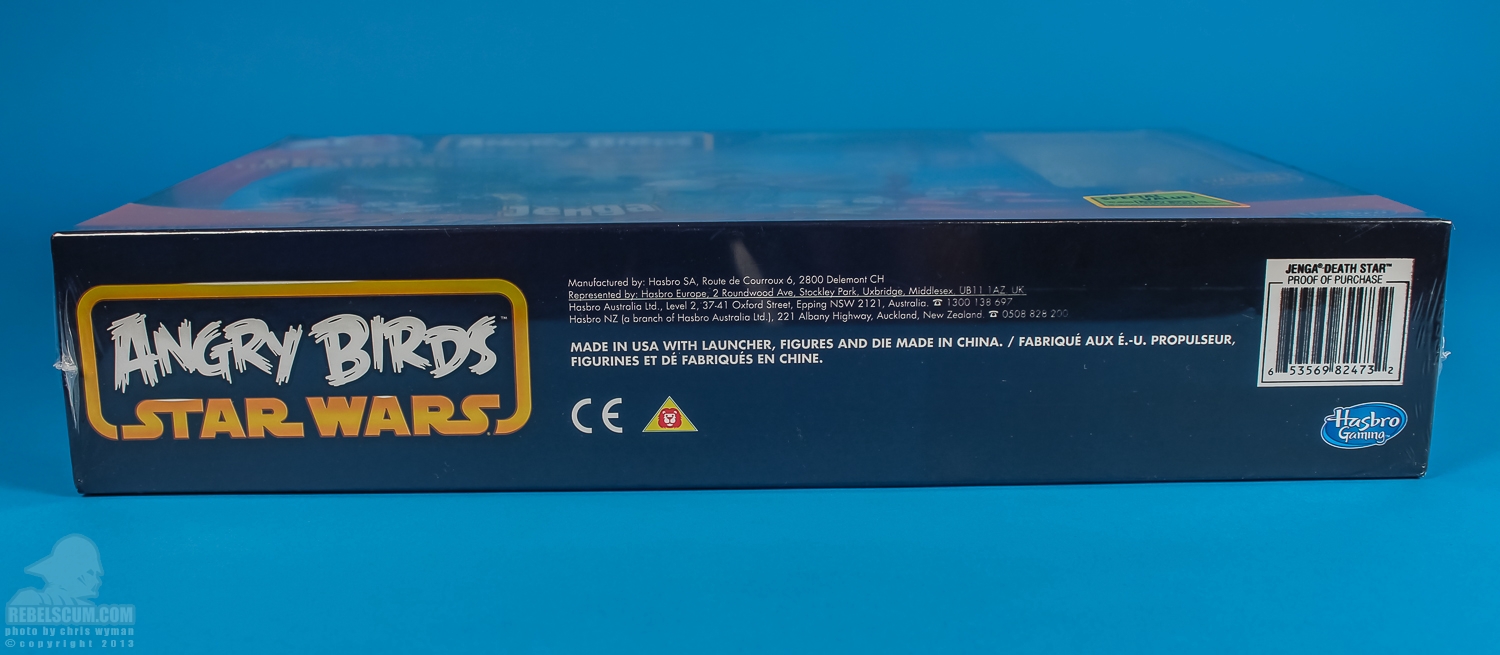 Angry Birds
Jenga
SPECIAL VALUE!
ANGRY BIRDS™
STAR WARS
Manufactured by: Hasbro SA, Route de Courroux 6, 2800 Delemont CH
Represented by: Hasbro Europe, 2 Roundwood Ave, Stockley Park, Uxbridge, Middlesex, UB11 1AZ. UK.
Hasbro Australia Ltd., Level 2, 37-41 Oxford Street, Epping NSW 2121, Australia. ☎ 1300 138 697
Hasbro NZ (a branch of Hasbro Australia Ltd.), 221 Albany Highway, Auckland, New Zealand. ☎ 0508 828 200
MADE IN USA WITH LAUNCHER, FIGURES AND DIE MADE IN CHINA. / FABRIQUÉ AUX É.-U. PROPULSEUR,
FIGURINES ET DÉ FABRIQUÉS EN CHINE.
CE
JENGA® DEATH STAR™
PROOF OF PURCHASE
6 53569 82473 2
Hasbro
Gaming
REBELSCUM.COM
photo by chris wyman
© copyright 2013